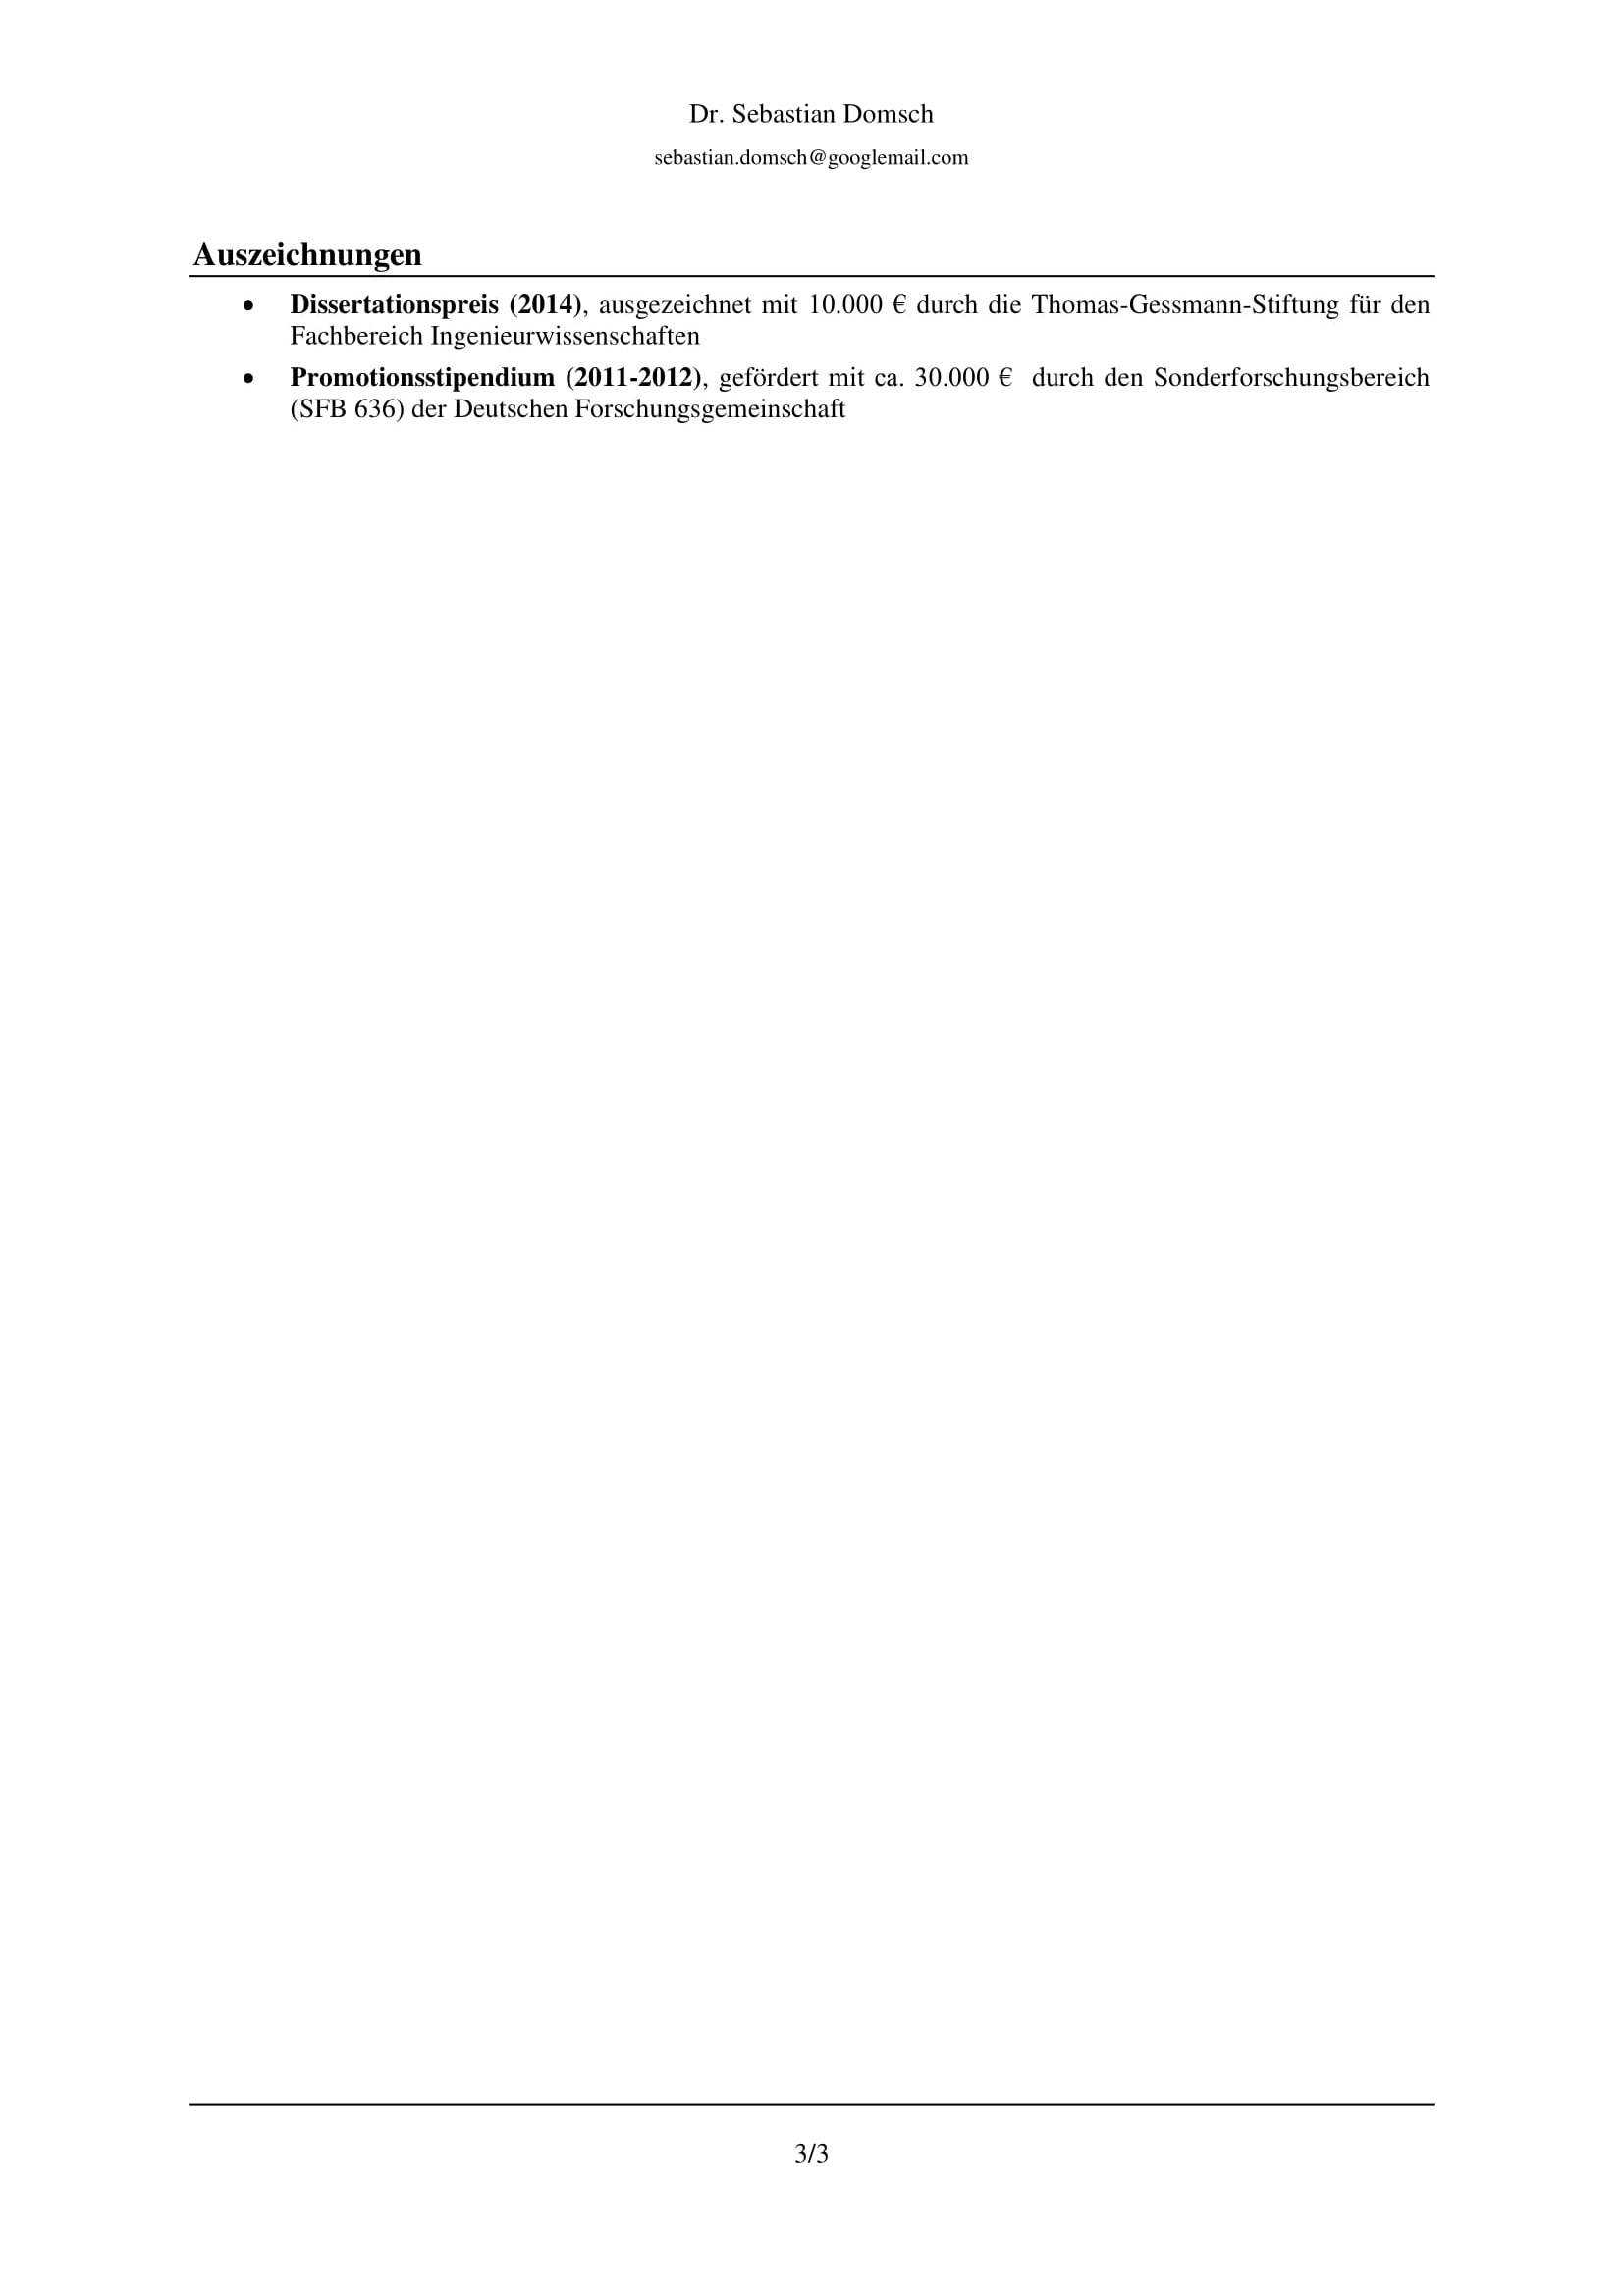 Dr. Sebastian Domsch
sebastian.domsch@googlemail.com
Auszeichnungen
• Dissertationspreis (2014), ausgezeichnet mit 10.000 € durch die Thomas-Gessmann-Stiftung für den
Fachbereich Ingenieurwissenschaften
• Promotionsstipendium (2011-2012), gefördert mit ca. 30.000 € durch den Sonderforschungsbereich
(SFB 636) der Deutschen Forschungsgemeinschaft
3/3